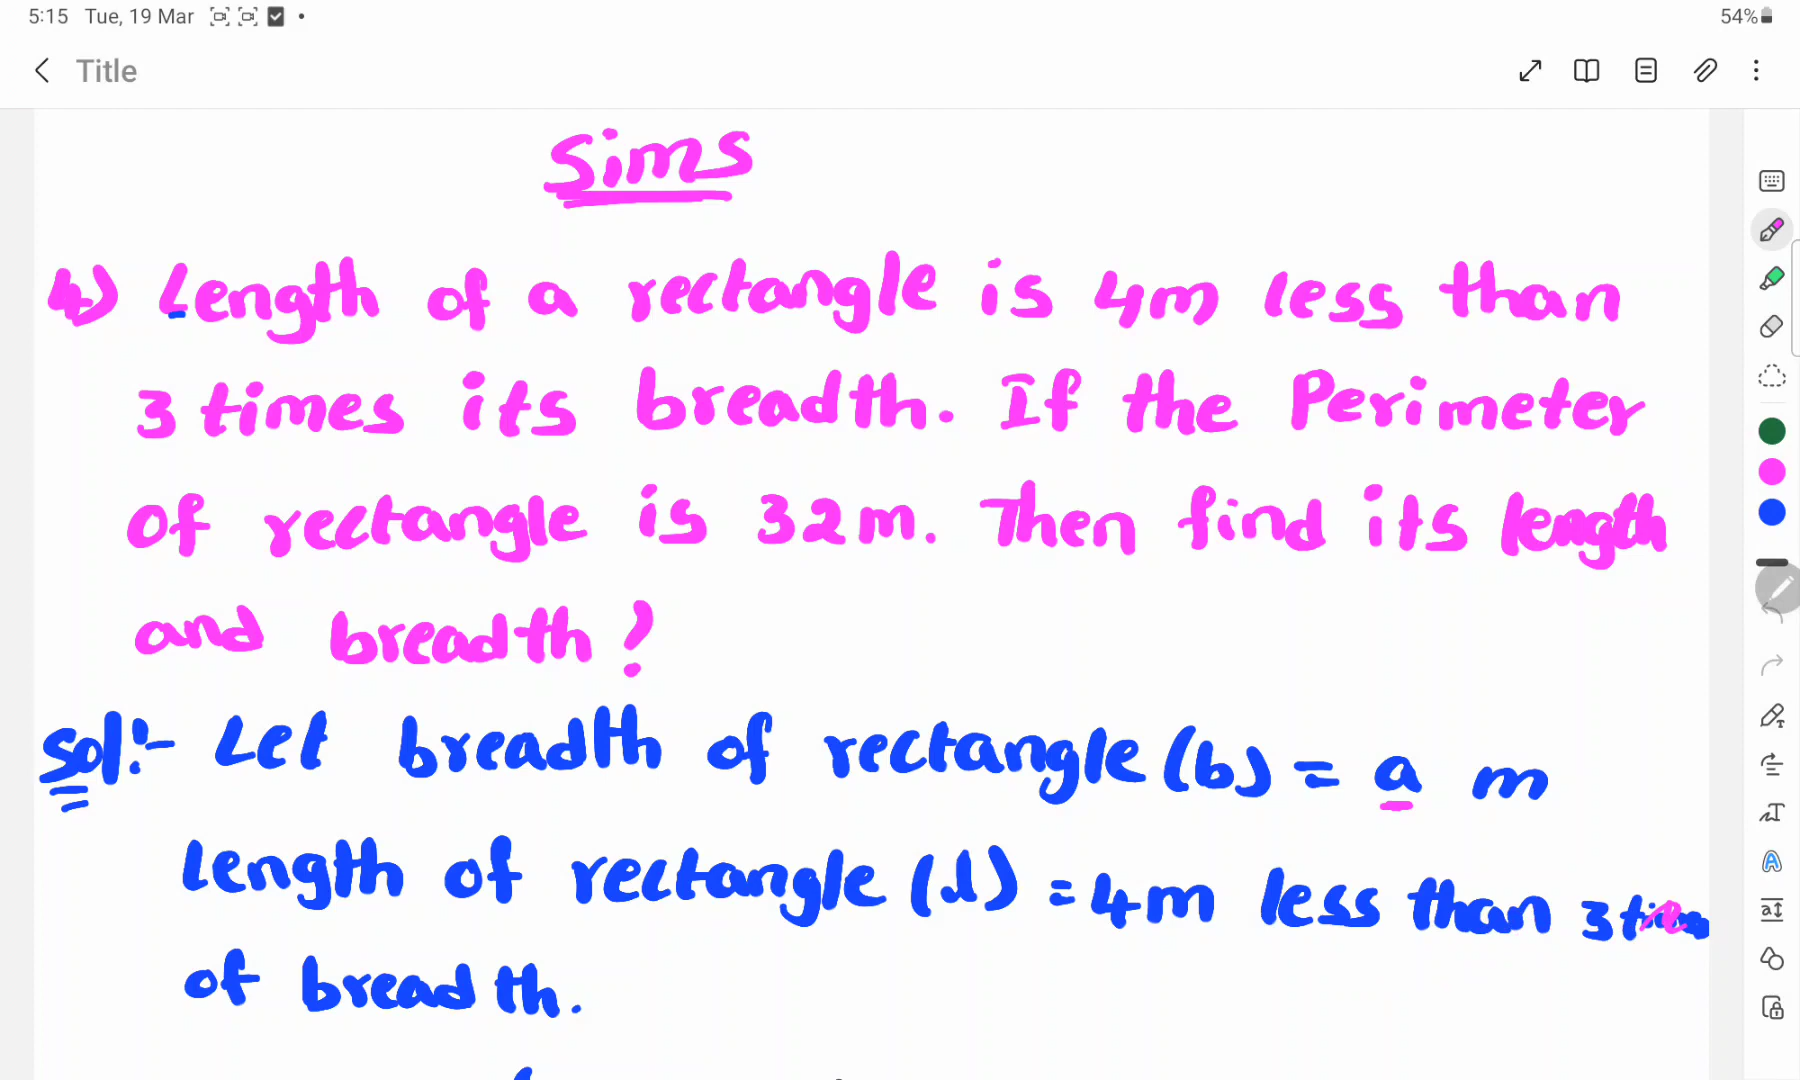 5:15 Tue, 19 Mar
54%
Title
Sims
4) Length of a rectangle is 4m less than
3 times its breadth. If the Perimeter
of rectangle is 32m. Then find its length
and breadth?
Sol:- Let breadth of rectangle (b) = a m
Length of rectangle (l) = 4m less than 3
of breadth.